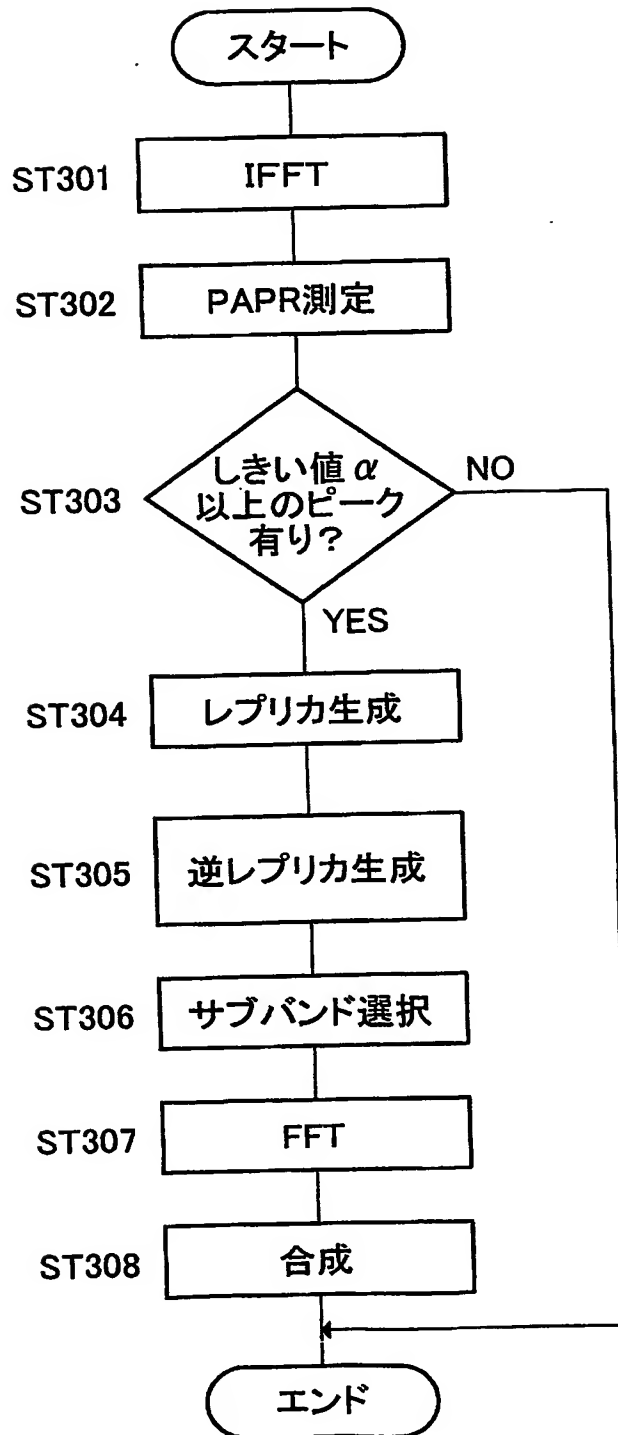 スタート
ST301
IFFT
ST302
PAPR測定
ST303
しきい値α
以上のピーク
有り?
NO
YES
ST304
レプリカ生成
ST305
逆レプリカ生成
ST306
サブバンド選択
ST307
FFT
ST308
合成
エンド